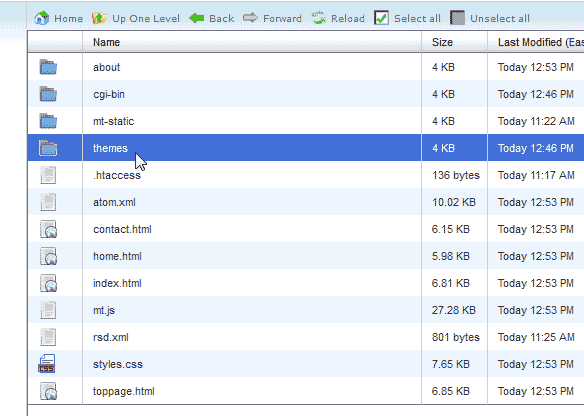 Home Up One Level Back Forward Reload Select all Unselect all
Name Size Last Modified (Eas
about 4 KB Today 12:53 PM
cgi-bin 4 KB Today 12:46 PM
mt-static 4 KB Today 11:22 AM
themes 4 KB Today 12:46 PM
.htaccess 136 bytes Today 11:17 AM
atom.xml 10.02 KB Today 12:53 PM
contact.html 6.15 KB Today 12:53 PM
home.html 5.98 KB Today 12:53 PM
index.html 6.81 KB Today 12:53 PM
mt.js 27.28 KB Today 12:53 PM
rsd.xml 801 bytes Today 11:25 AM
CSS styles.css 7.65 KB Today 12:53 PM
toppage.html 6.85 KB Today 12:53 PM